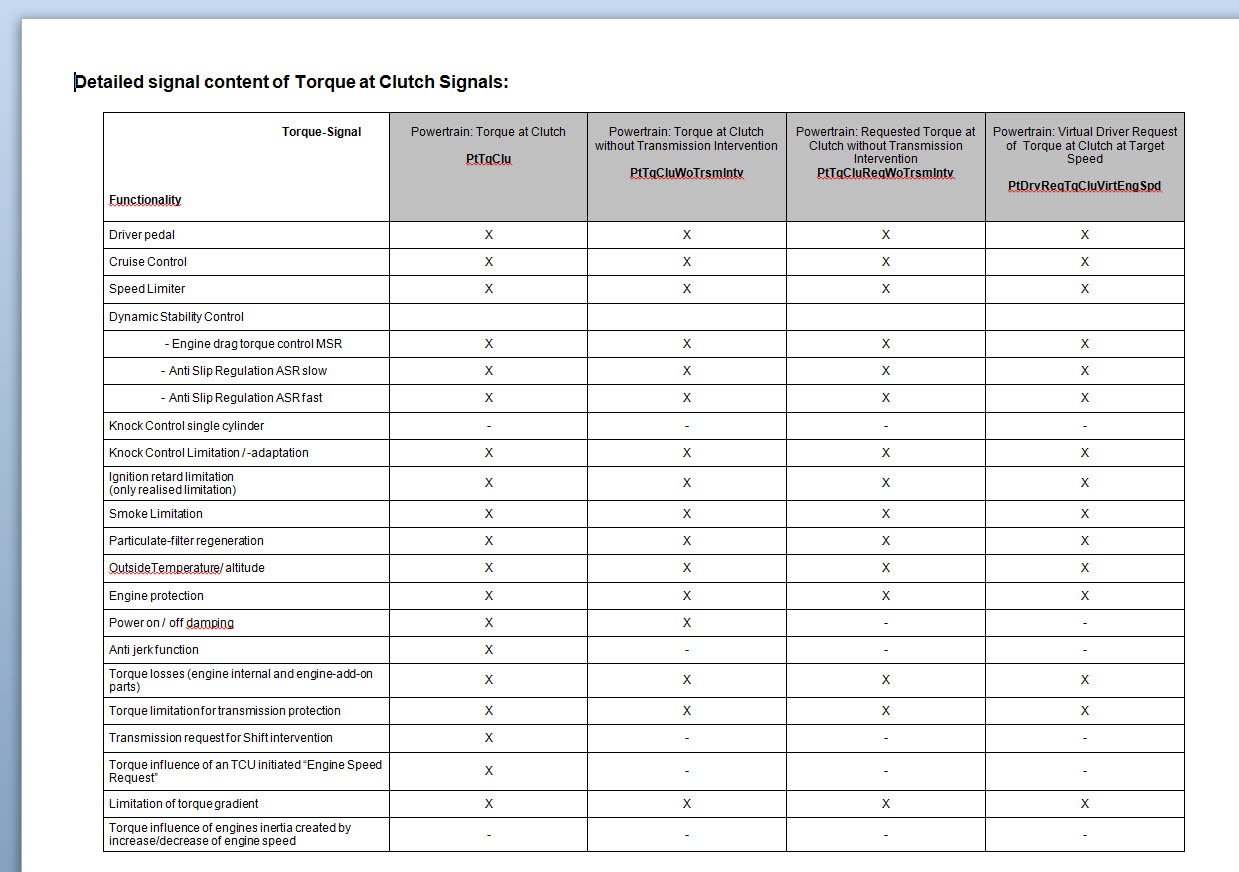 Detailed signal content of Torque at Clutch Signals:
Torque-Signal
Functionality
Powertrain: Torque at Clutch
PtTqClu
Powertrain: Torque at Clutch
without Transmission Intervention
PtTqCluWoTrsmIntv
Powertrain: Requested Torque at
Clutch without Transmission
Intervention
PtTqCluReqWoTrsmIntv
Powertrain: Virtual Driver Request
of Torque at Clutch at Target
Speed
PtDrvReqTqCluVirtEngSpd
Driver pedal X X X X
Cruise Control X X X X
Speed Limiter X X X X
Dynamic Stability Control
- Engine drag torque control MSR X X X X
- Anti Slip Regulation ASR slow X X X X
- Anti Slip Regulation ASR fast X X X X
Knock Control single cylinder - - - -
Knock Control Limitation / -adaptation X X X X
Ignition retard limitation
(only realised limitation) X X X X
Smoke Limitation X X X X
Particulate-filter regeneration X X X X
OutsideTemperature/ altitude X X X X
Engine protection X X X X
Power on / off damping X X - -
Anti jerk function X - - -
Torque losses (engine internal and engine-add-on
parts) X X X X
Torque limitation for transmission protection X X X X
Transmission request for Shift intervention X - - -
Torque influence of an TCU initiated “Engine Speed
Request” X - - -
Limitation of torque gradient X X X X
Torque influence of engines inertia created by
increase/decrease of engine speed - - - -